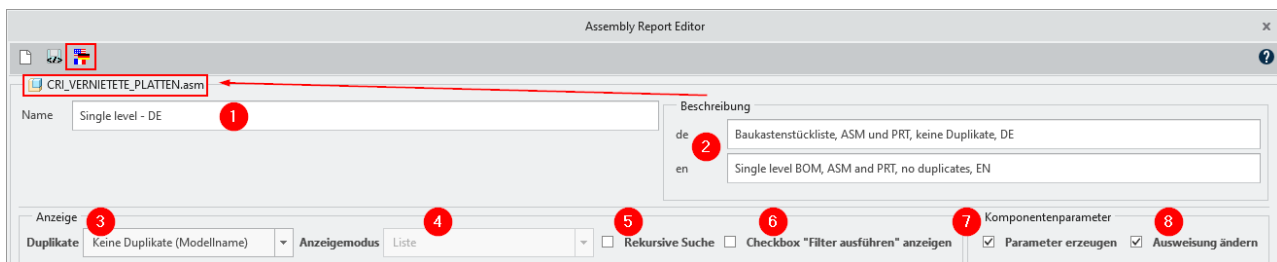 Assembly Report Editor
CRI_VERNIETETE_PLATTEN.asm
Name Single level - DE 1
Beschreibung
de Baukastenstückliste, ASM und PRT, keine Duplikate, DE
2
en Single level BOM, ASM and PRT, no duplicates, EN
Anzeige 3 4 5 6 7 Komponentenparameter 8
Duplikate Keine Duplikate (Modellname) Anzeigemodus Liste Rekursive Suche Checkbox "Filter ausführen" anzeigen Parameter erzeugen Ausweisung ändern